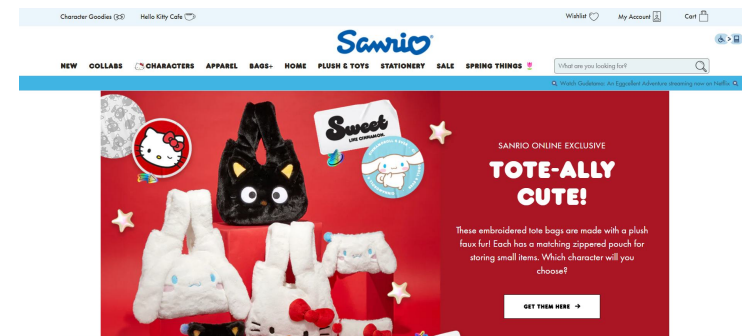 Character Goodies
Hello Kitty Cafe
Wishlist
My Account
Cart
Sanrio
NEW COLLABS CHARACTERS APPAREL BAGS+ HOME PLUSH & TOYS STATIONERY SALE SPRING THINGS
What are you looking for?
Watch Gudetama: An Eggcellent Adventure streaming now on Netflix
Sweet
LIKE CINNAMON.
SANRIO ONLINE EXCLUSIVE
TOTE-ALLY
CUTE!
These embroidered tote bags are made with a plush
faux fur! Each has a matching zippered pouch for
storing small items. Which character will you
choose?
GET THEM HERE →